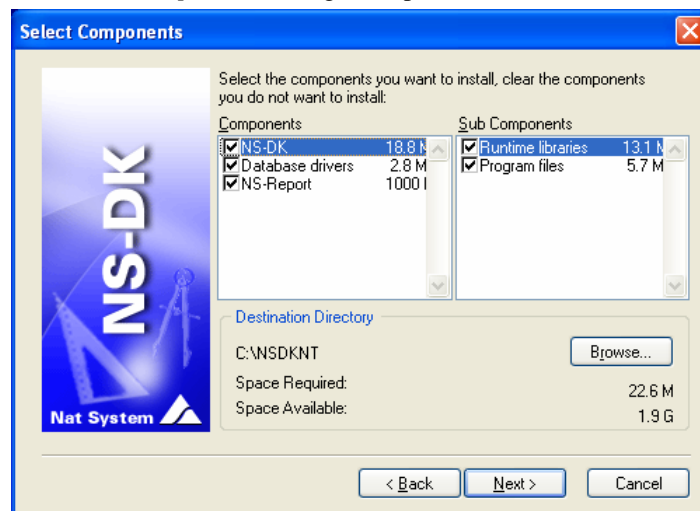 Select Components
Select the components you want to install, clear the components
you do not want to install:
Components
Sub Components
NS-DK 18.8 M
Database drivers 2.8 M
NS-Report 1000
Runtime libraries 13.1 M
Program files 5.7 M
Destination Directory
C:\NSDKNT
Browse...
Space Required:
22.6 M
Space Available:
1.9 G
NS-DK
Nat System
< Back
Next >
Cancel